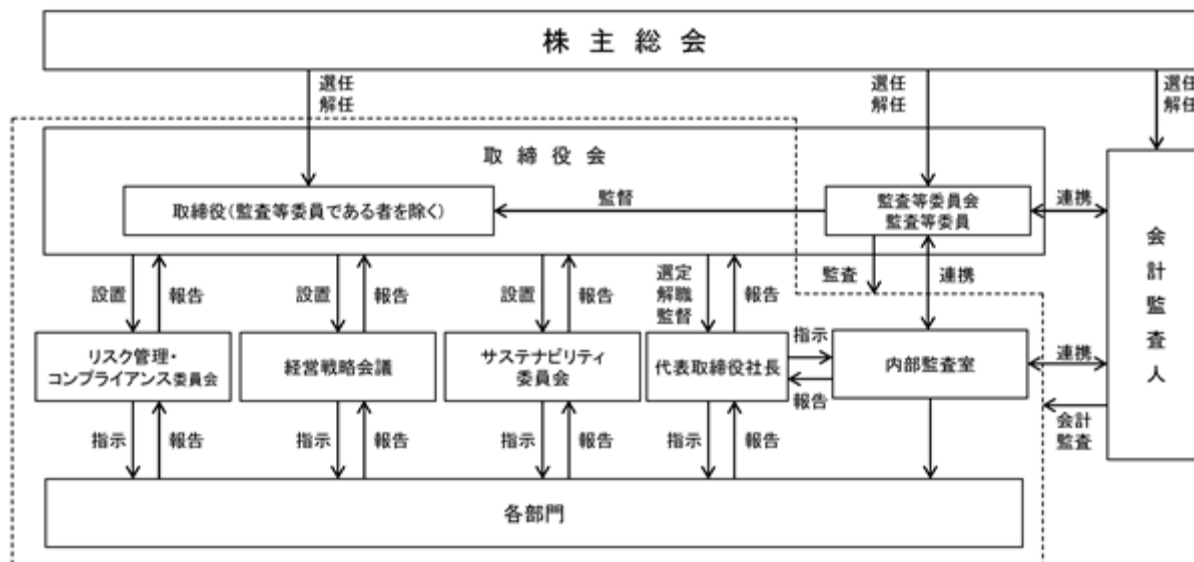 株主総会
選任
解任
選任
解任
選任
解任
取締役会
取締役(監査等委員である者を除く)
監督
監査等委員会
監査等委員
連携
会計監査人
設置
報告
設置
報告
設置
報告
選定
解職
監督
報告
監査
連携
リスク管理・
コンプライアンス委員会
経営戦略会議
サステナビリティ
委員会
代表取締役社長
指示
報告
内部監査室
連携
会計
監査
指示
報告
指示
報告
指示
報告
指示
報告
各部門